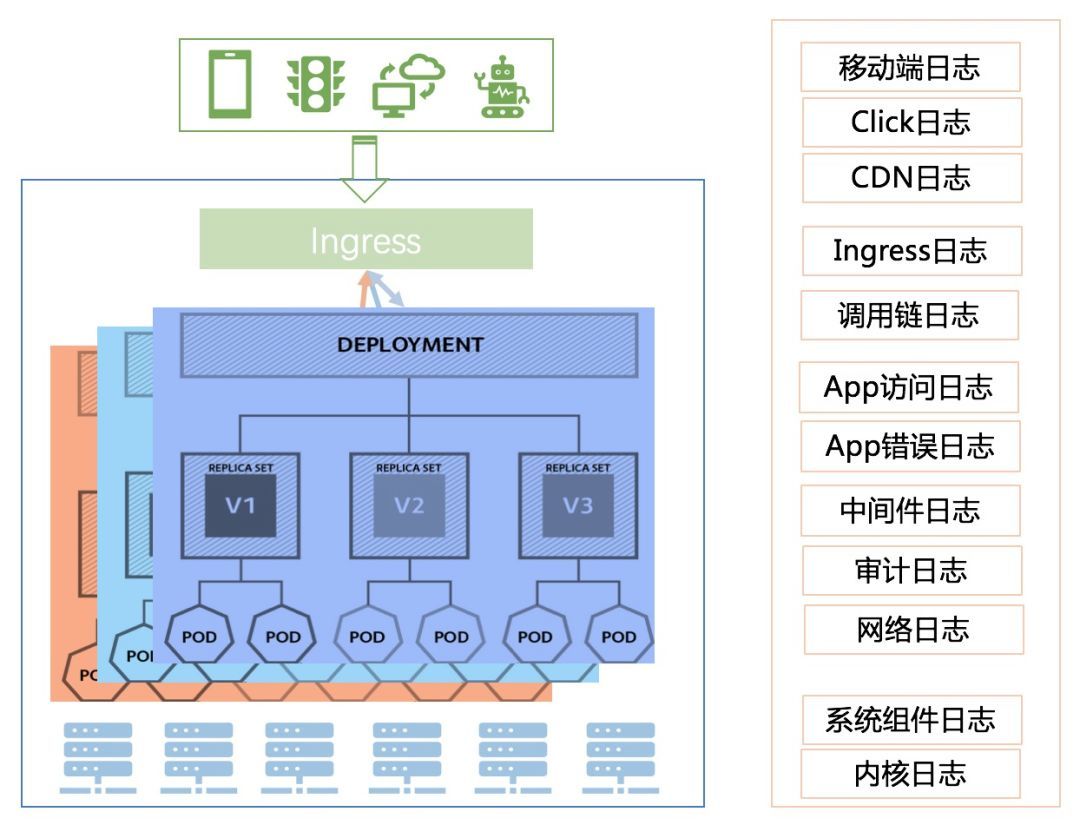 Ingress
DEPLOYMENT
REPLICA SET
V1
REPLICA SET
V2
REPLICA SET
V3
POD
POD
POD
POD
POD
POD
移动端日志
Click日志
CDN日志
Ingress日志
调用链日志
App访问日志
App错误日志
中间件日志
审计日志
网络日志
系统组件日志
内核日志